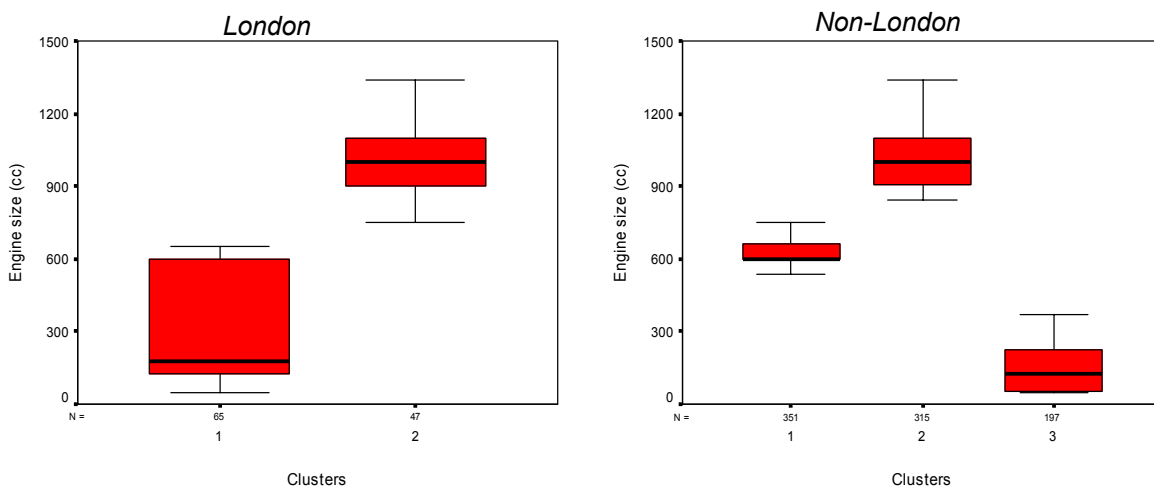 London
1500
1200
900
600
300
0
Engine size (cc)
N =
65
47
1
2
Clusters
Non-London
1500
1200
900
600
300
0
Engine size (cc)
N =
351
315
197
1
2
3
Clusters